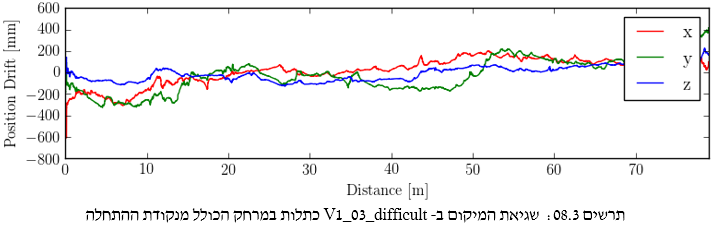 600
400
200
0
−200
−400
−600
−800
Position Drift [mm]
x
y
z
0 10 20 30 40 50 60 70
Distance [m]
תרשים 08.3 : שגיאת המיקום ב- V1_03_difficult כתלות במרחק הכולל מנקודת ההתחלה